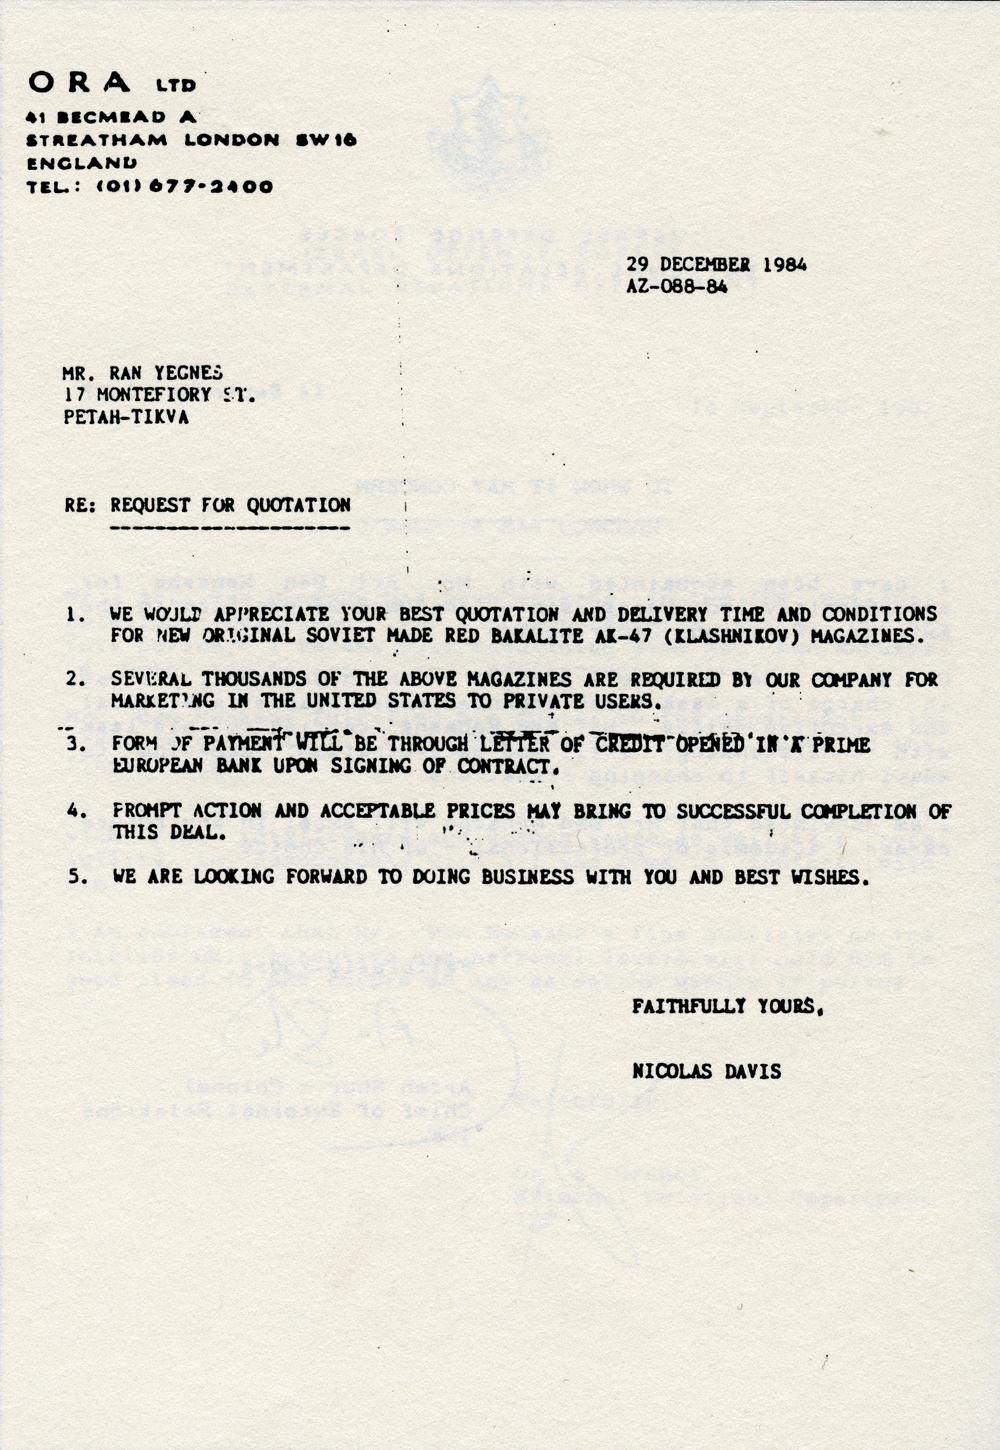 ORA LTD
41 BECMEAD A
STREATHAM LONDON SW16
ENGLAND
TEL.: (01) 677-2400
29 DECEMBER 1984
AZ-088-84
MR. RAN YEGNES
17 MONTEFIORY ST.
PETAH-TIKVA
RE: REQUEST FOR QUOTATION
1. WE WOULD APPRECIATE YOUR BEST QUOTATION AND DELIVERY TIME AND CONDITIONS
FOR NEW ORIGINAL SOVIET MADE RED BAKALITE AK-47 (KLASHNIKOV) MAGAZINES.
2. SEVERAL THOUSANDS OF THE ABOVE MAGAZINES ARE REQUIRED BY OUR COMPANY FOR
MARKETING IN THE UNITED STATES TO PRIVATE USERS.
3. FORM OF PAYMENT WILL BE THROUGH LETTER OF CREDIT OPENED IN A PRIME
EUROPEAN BANK UPON SIGNING OF CONTRACT.
4. PROMPT ACTION AND ACCEPTABLE PRICES MAY BRING TO SUCCESSFUL COMPLETION OF
THIS DEAL.
5. WE ARE LOOKING FORWARD TO DOING BUSINESS WITH YOU AND BEST WISHES.
FAITHFULLY YOURS,
NICOLAS DAVIS